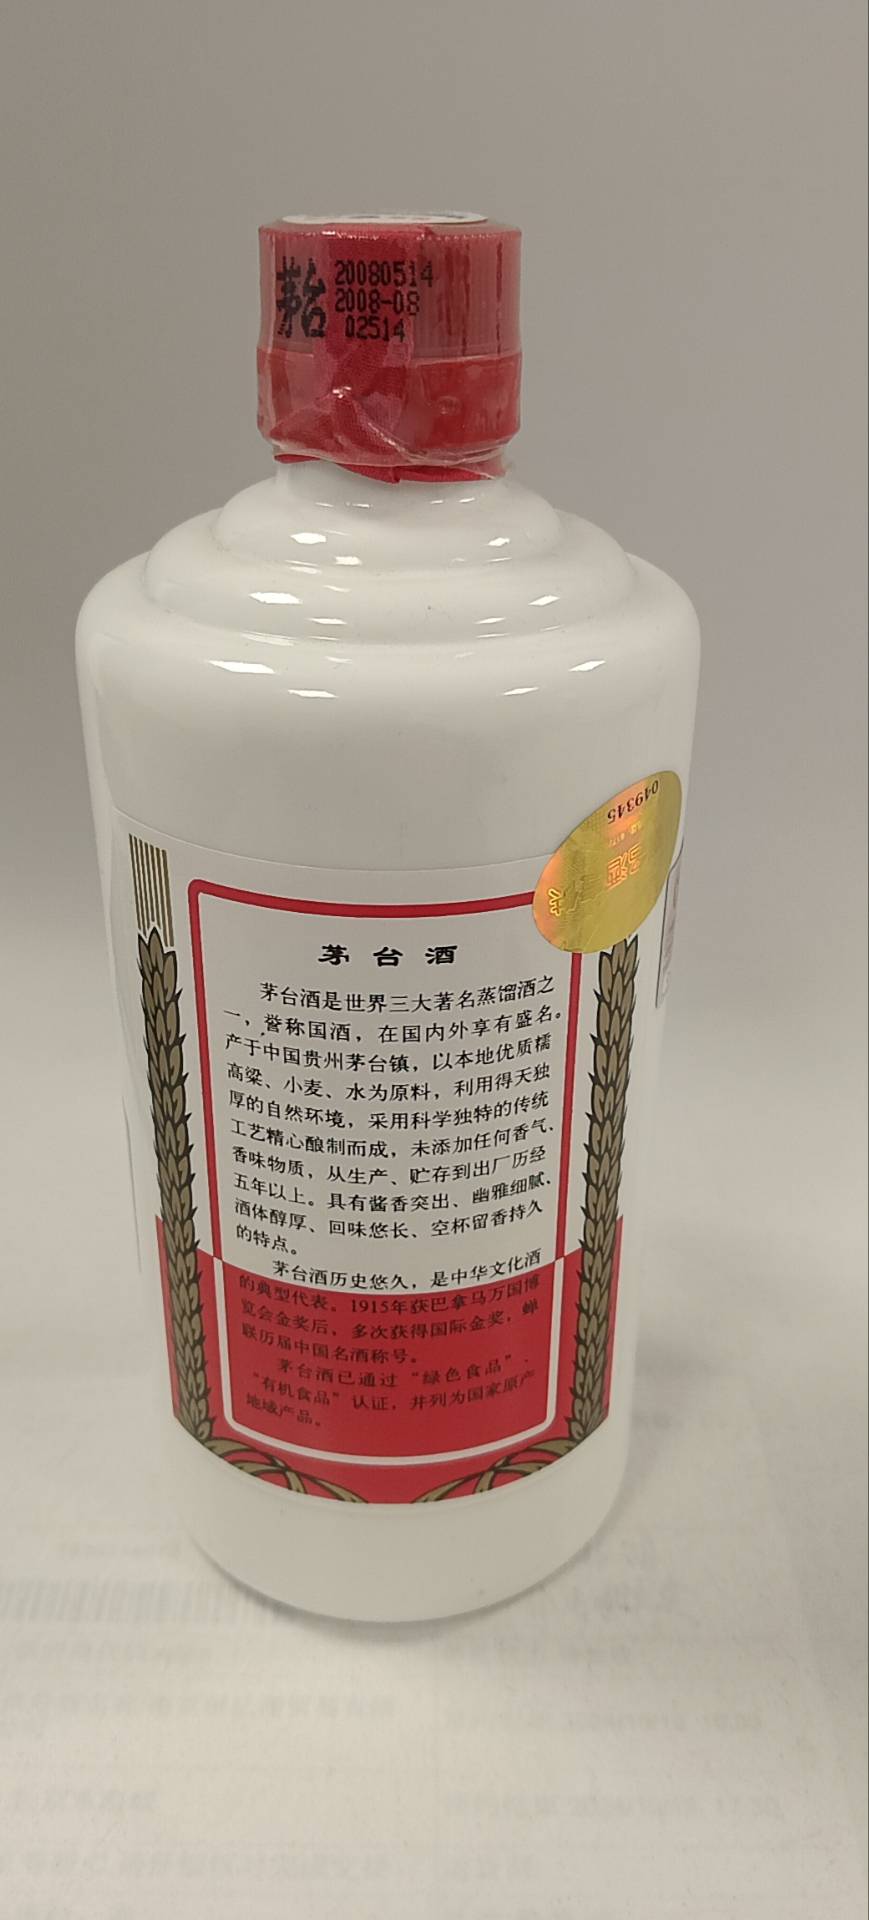 茅台
20080514
2008-08
02514
049345
茅台酒
茅台酒是世界三大著名蒸馏酒之
一，誉称国酒，在国内外享有盛名。
产于中国贵州茅台镇，以本地优质糯
高粱、小麦、水为原料，利用得天独
厚的自然环境，采用科学独特的传统
工艺精心酿制而成，未添加任何香气、
香味物质，从生产、贮存到出厂历经
五年以上。具有酱香突出、幽雅细腻、
酒体醇厚、回味悠长、空杯留香持久
的特点。
茅台酒历史悠久，是中华文化酒
的典型代表。1915年获巴拿马万国博
览会金奖后，多次获得国际金奖，蝉
联历届中国名酒称号。
茅台酒已通过“绿色食品”、
“有机食品”认证，并列为国家原产
地域产品。